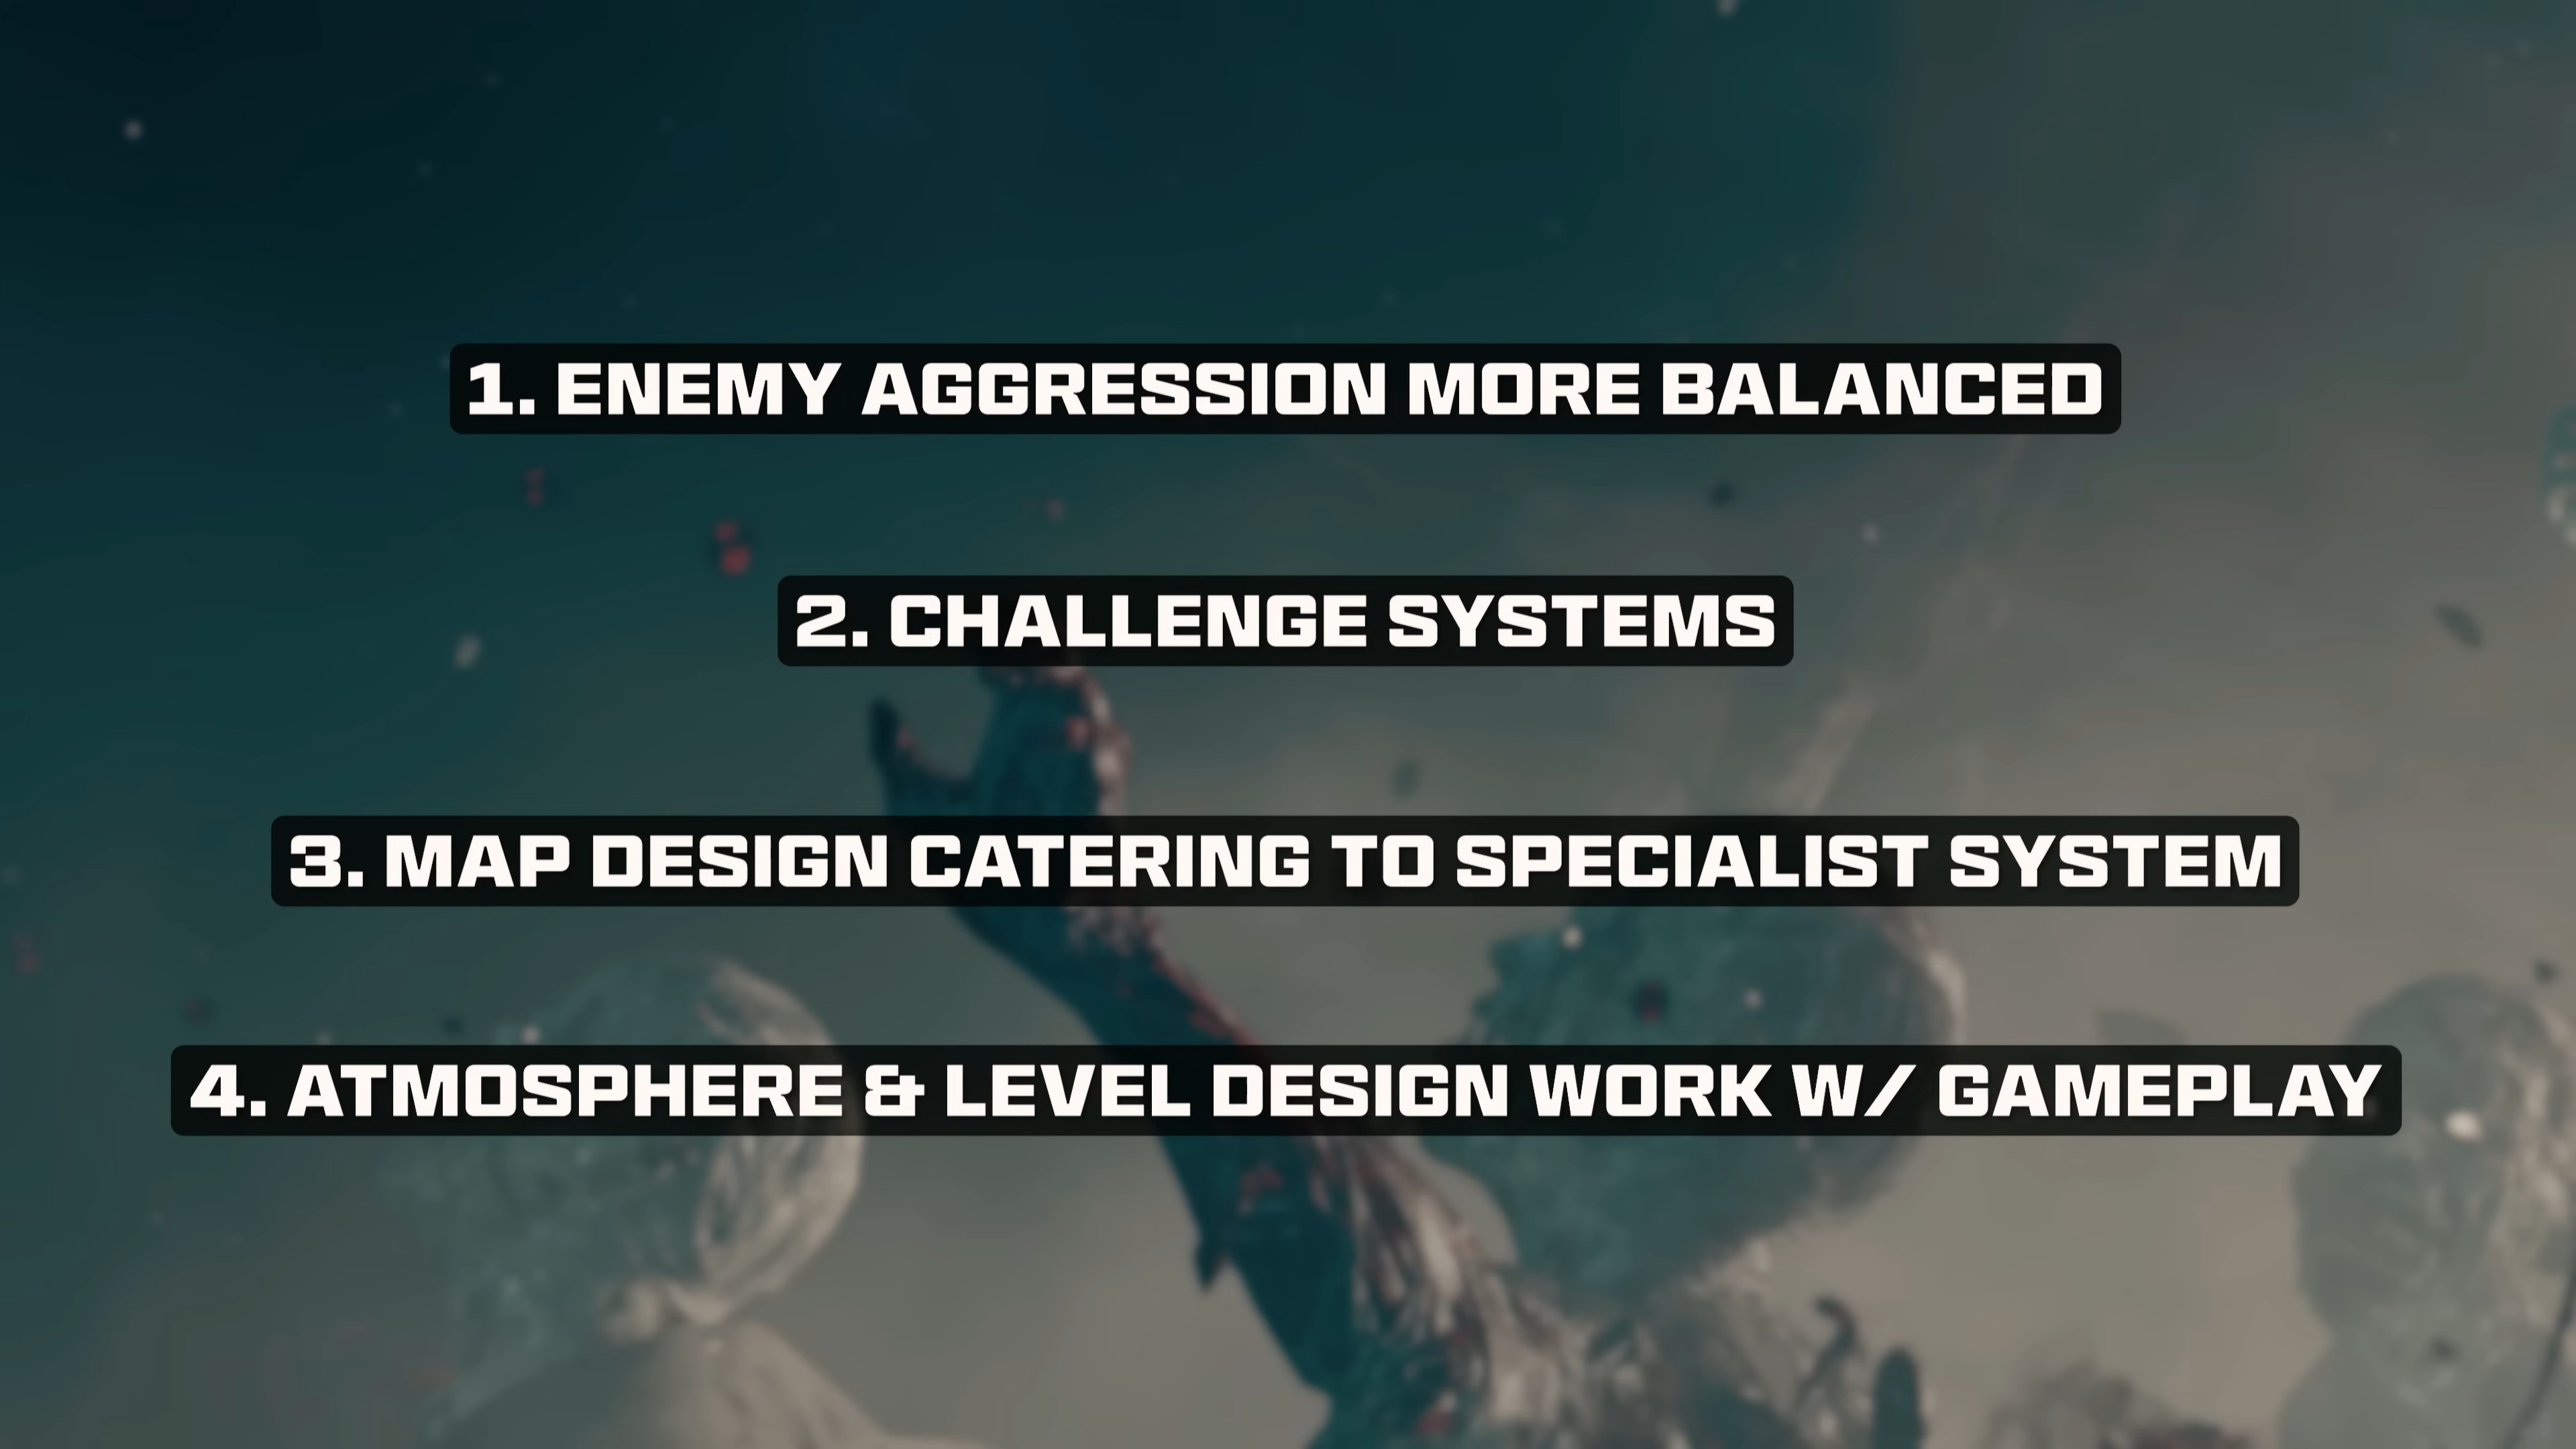 1. ENEMY AGGRESSION MORE BALANCED
2. CHALLENGE SYSTEMS
3. MAP DESIGN CATERING TO SPECIALIST SYSTEM
4. ATMOSPHERE & LEVEL DESIGN WORK W/ GAMEPLAY